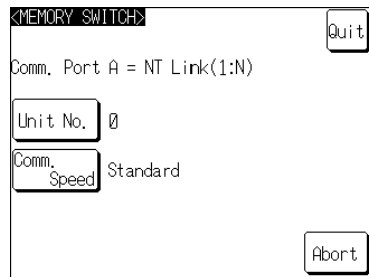 <MEMORY SWITCH>
Quit
Comm. Port A = NT Link(1:N)
Unit No. 0
Comm.
Speed Standard
Abort